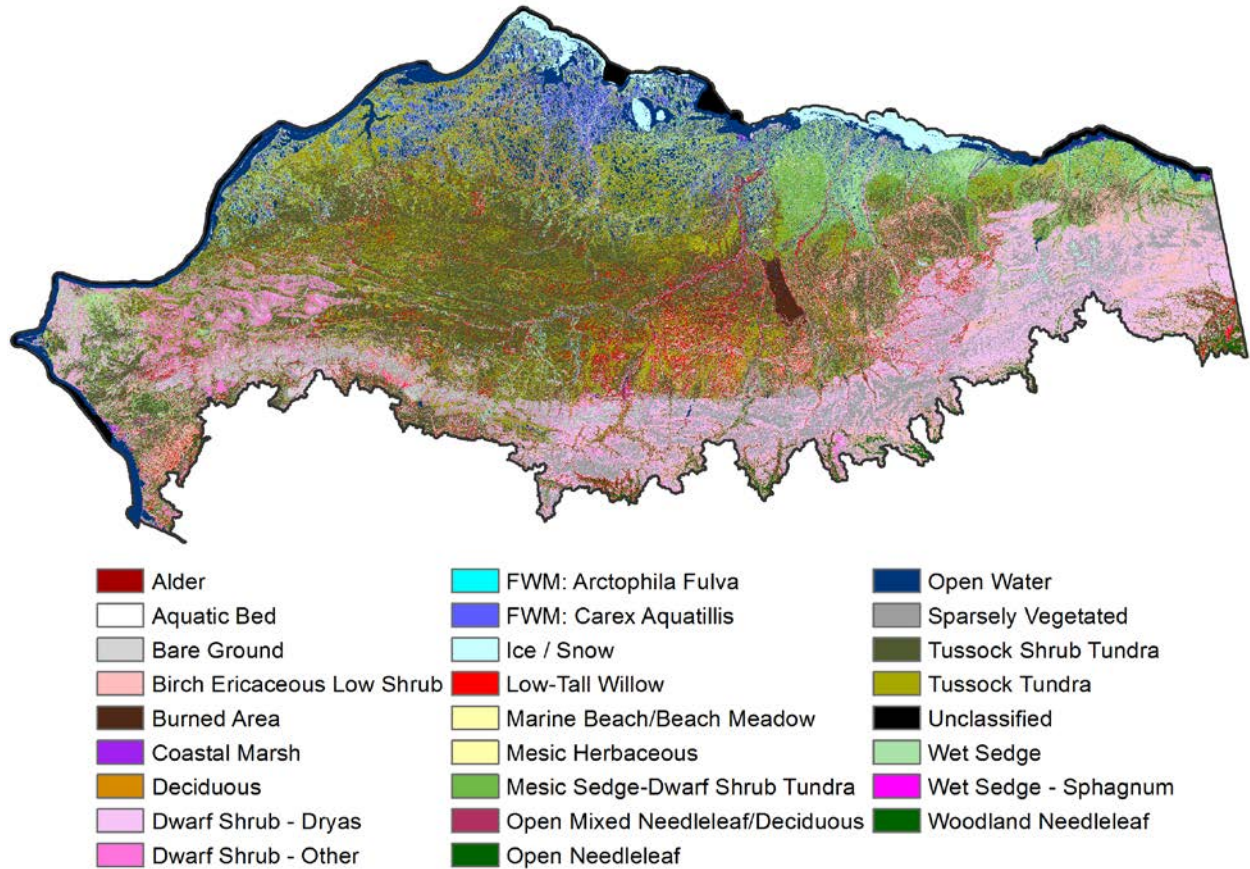 Alder
Aquatic Bed
Bare Ground
Birch Ericaceous Low Shrub
Burned Area
Coastal Marsh
Deciduous
Dwarf Shrub - Dryas
Dwarf Shrub - Other
FWM: Arctophila Fulva
FWM: Carex Aquatillis
Ice / Snow
Low-Tall Willow
Marine Beach/Beach Meadow
Mesic Herbaceous
Mesic Sedge-Dwarf Shrub Tundra
Open Mixed Needleleaf/Deciduous
Open Needleleaf
Open Water
Sparsely Vegetated
Tussock Shrub Tundra
Tussock Tundra
Unclassified
Wet Sedge
Wet Sedge - Sphagnum
Woodland Needleleaf